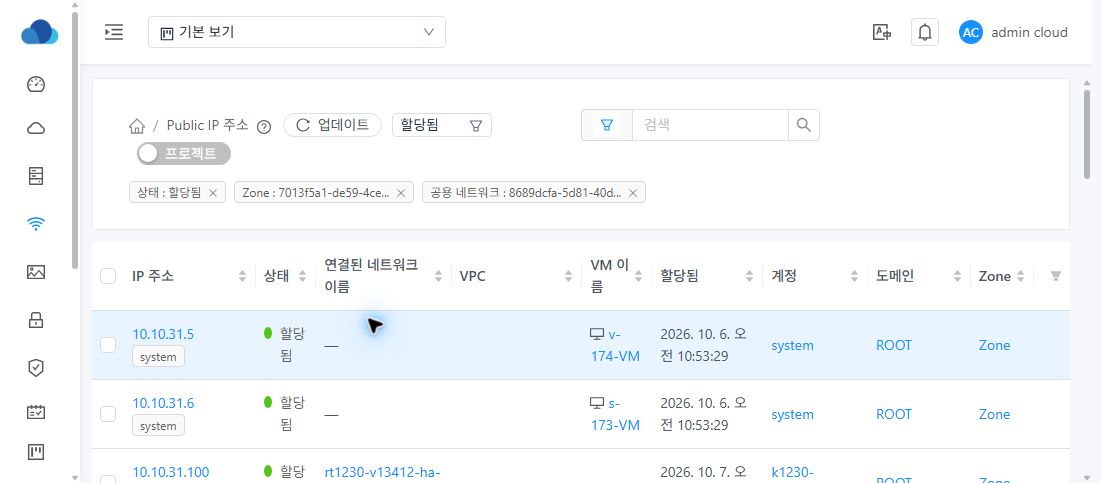 기본 보기
AC admin cloud
/ Public IP 주소 업데이트 할당됨 검색
프로젝트
상태 : 할당됨 Zone : 7013f5a1-de59-4ce... 공용 네트워크 : 8689dcfa-5d81-40d...
IP 주소 상태 연결된 네트워크 이름 VPC VM 이름 할당됨 계정 도메인 Zone
10.10.31.5 할당됨 — v-174-VM 2026. 10. 6. 오전 10:53:29 system ROOT Zone
system
10.10.31.6 할당됨 — s-173-VM 2026. 10. 6. 오전 10:53:29 system ROOT Zone
system
10.10.31.100 할당 rt1230-v13412-ha- 2026. 10. 7. 오 k1230- ROOT Zone